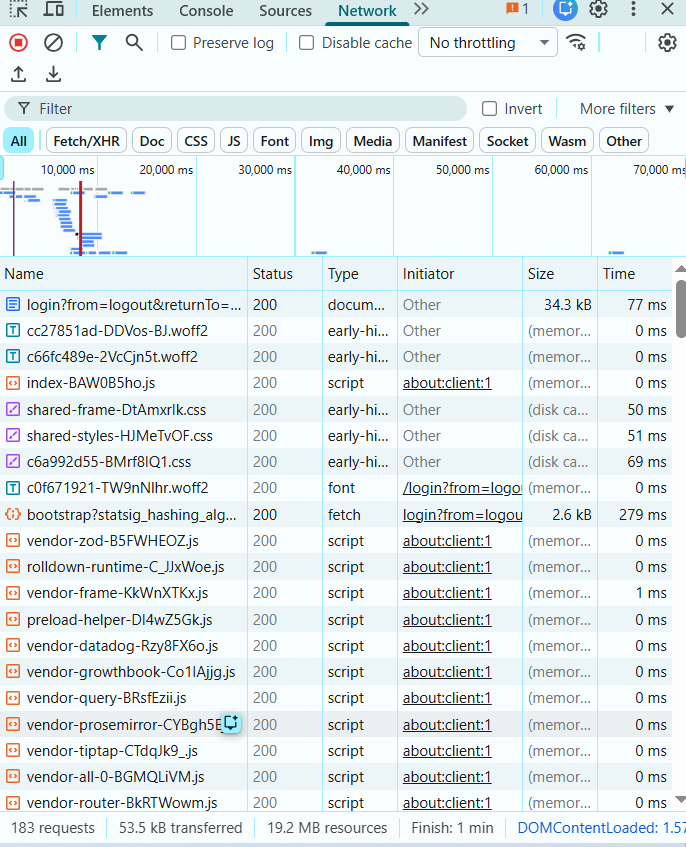 Elements Console Sources Network 1
Preserve log Disable cache No throttling
Filter Invert More filters
All Fetch/XHR Doc CSS JS Font Img Media Manifest Socket Wasm Other
10,000 ms 20,000 ms 30,000 ms 40,000 ms 50,000 ms 60,000 ms 70,000 ms
Name Status Type Initiator Size Time
login?from=logout&returnTo=... 200 docum... Other 34.3 kB 77 ms
cc27851ad-DDVos-BJ.woff2 200 early-hi... Other (memor... 0 ms
c66fc489e-2VcCjn5t.woff2 200 early-hi... Other (memor... 0 ms
index-BAW0B5ho.js 200 script about:client:1 (memor... 0 ms
shared-frame-DtAmxrlk.css 200 early-hi... Other (disk ca... 50 ms
shared-styles-HJMeTvOF.css 200 early-hi... Other (disk ca... 51 ms
c6a992d55-BMrf8lQ1.css 200 early-hi... Other (disk ca... 69 ms
c0f671921-TW9nNlhr.woff2 200 font /login?from=logou (memor... 0 ms
bootstrap?statsig_hashing_alg... 200 fetch login?from=logou 2.6 kB 279 ms
vendor-zod-B5FWHEOZ.js 200 script about:client:1 (memor... 0 ms
rolldown-runtime-C_JJxWoe.js 200 script about:client:1 (memor... 0 ms
vendor-frame-KkWnXTKx.js 200 script about:client:1 (memor... 1 ms
preload-helper-Dl4wZ5Gk.js 200 script about:client:1 (memor... 0 ms
vendor-datadog-Rzy8FX6o.js 200 script about:client:1 (memor... 0 ms
vendor-growthbook-Co1lAjjg.js 200 script about:client:1 (memor... 0 ms
vendor-query-BRsfEzii.js 200 script about:client:1 (memor... 0 ms
vendor-prosemirror-CYBgh5E 200 script about:client:1 (memor... 0 ms
vendor-tiptap-CTdqJk9_.js 200 script about:client:1 (memor... 0 ms
vendor-all-0-BGMQLiVM.js 200 script about:client:1 (memor... 0 ms
vendor-router-BkRTWowm.js 200 script about:client:1 (memor... 0 ms
183 requests 53.5 kB transferred 19.2 MB resources Finish: 1 min DOMContentLoaded: 1.57